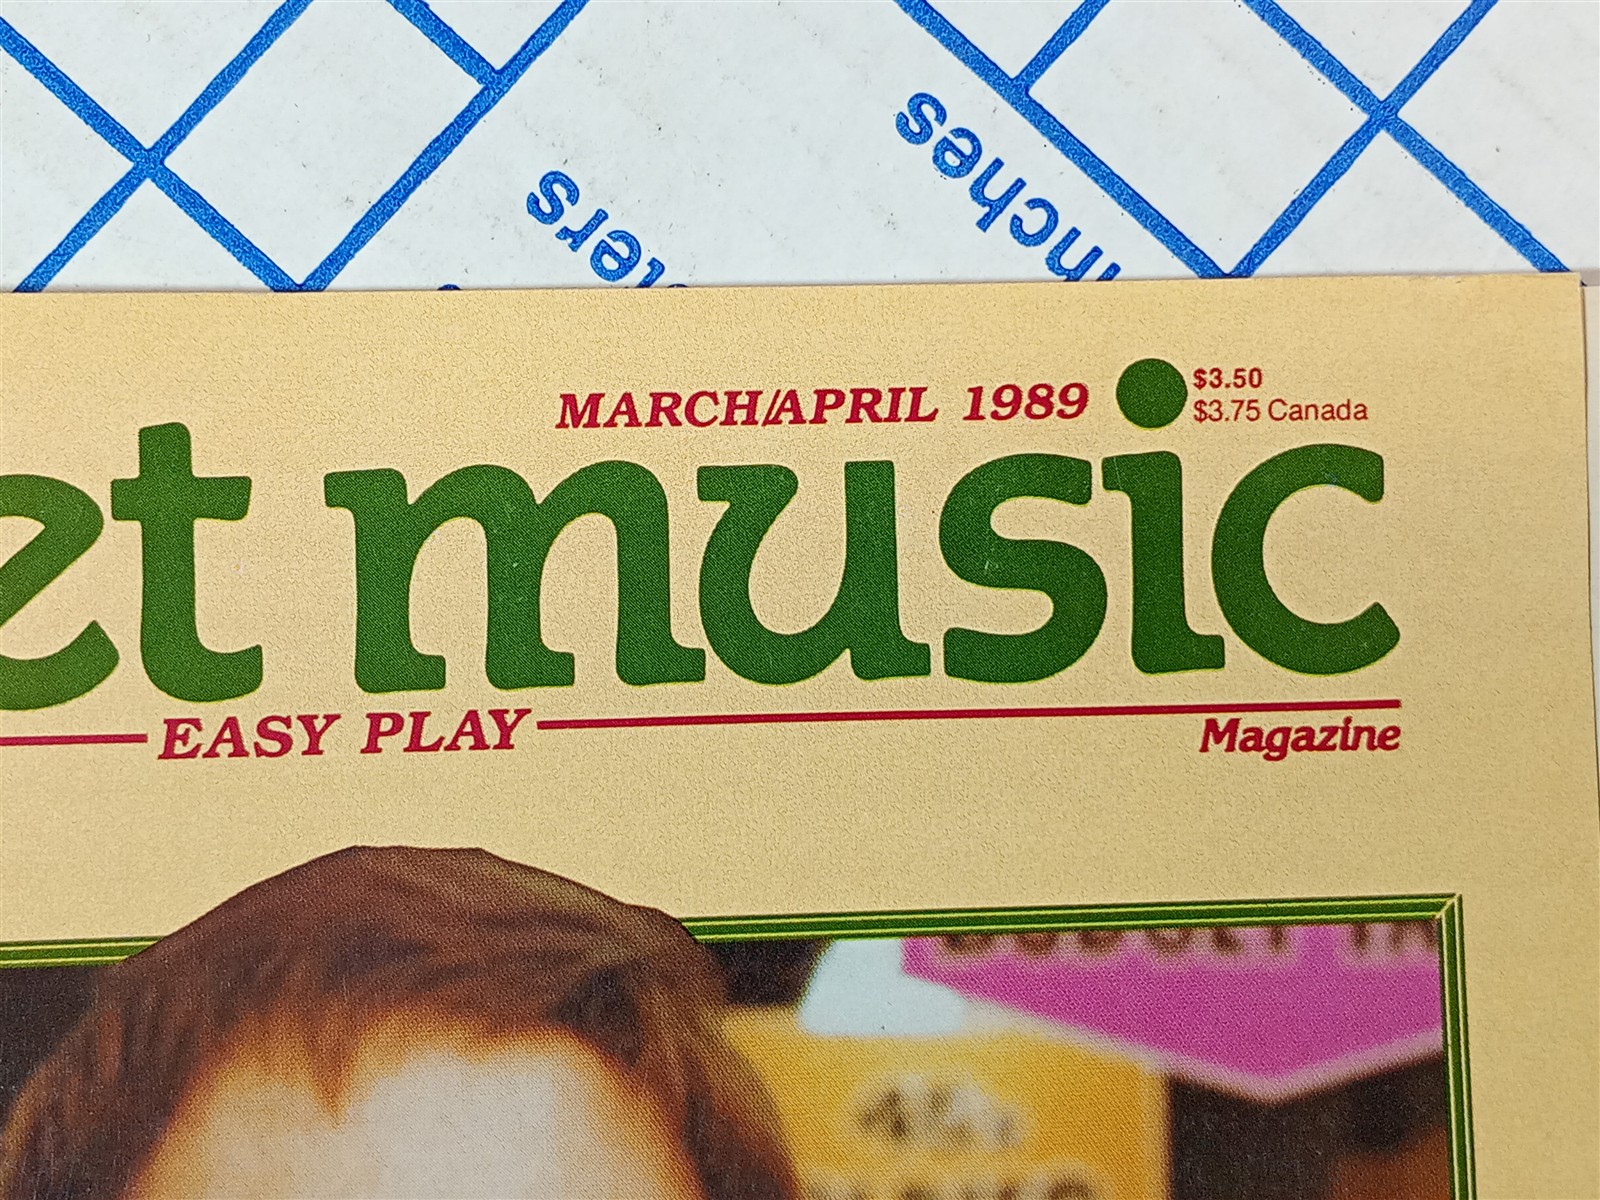 inches
MARCH/APRIL 1989
$3.50
$3.75 Canada
et music
EASY PLAY
Magazine